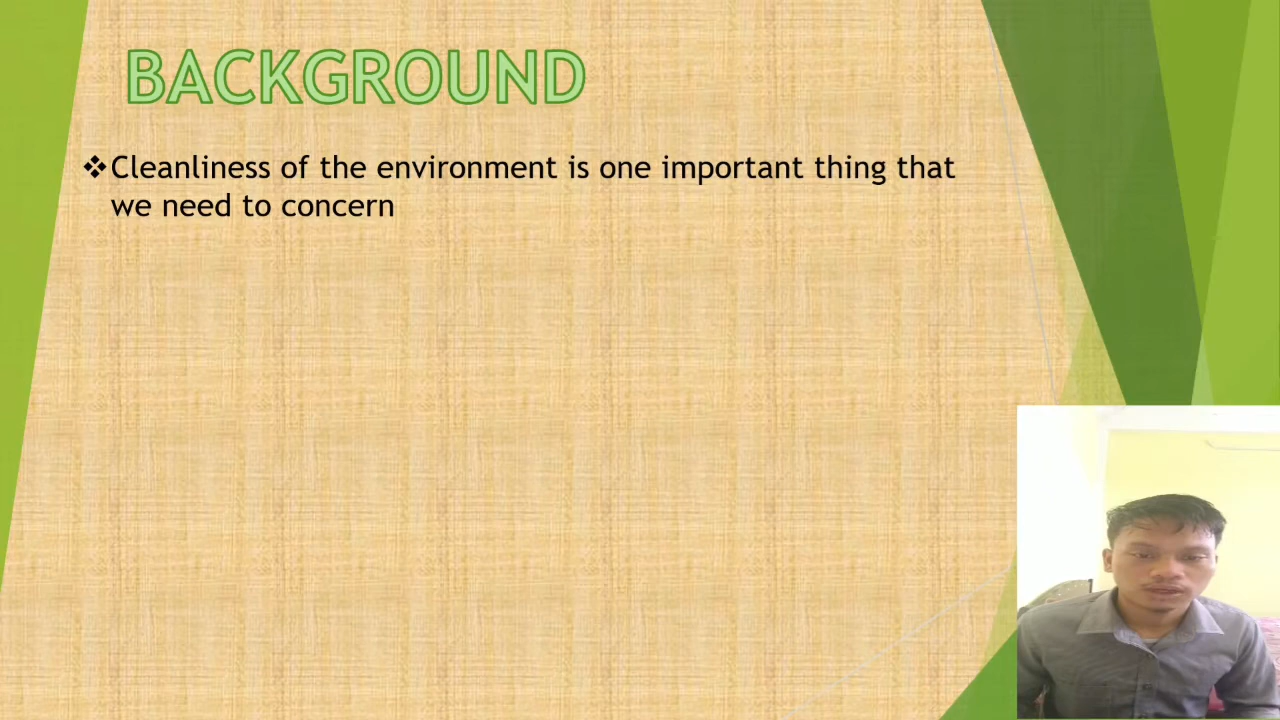 BACKGROUND
❖Cleanliness of the environment is one important thing that
we need to concern